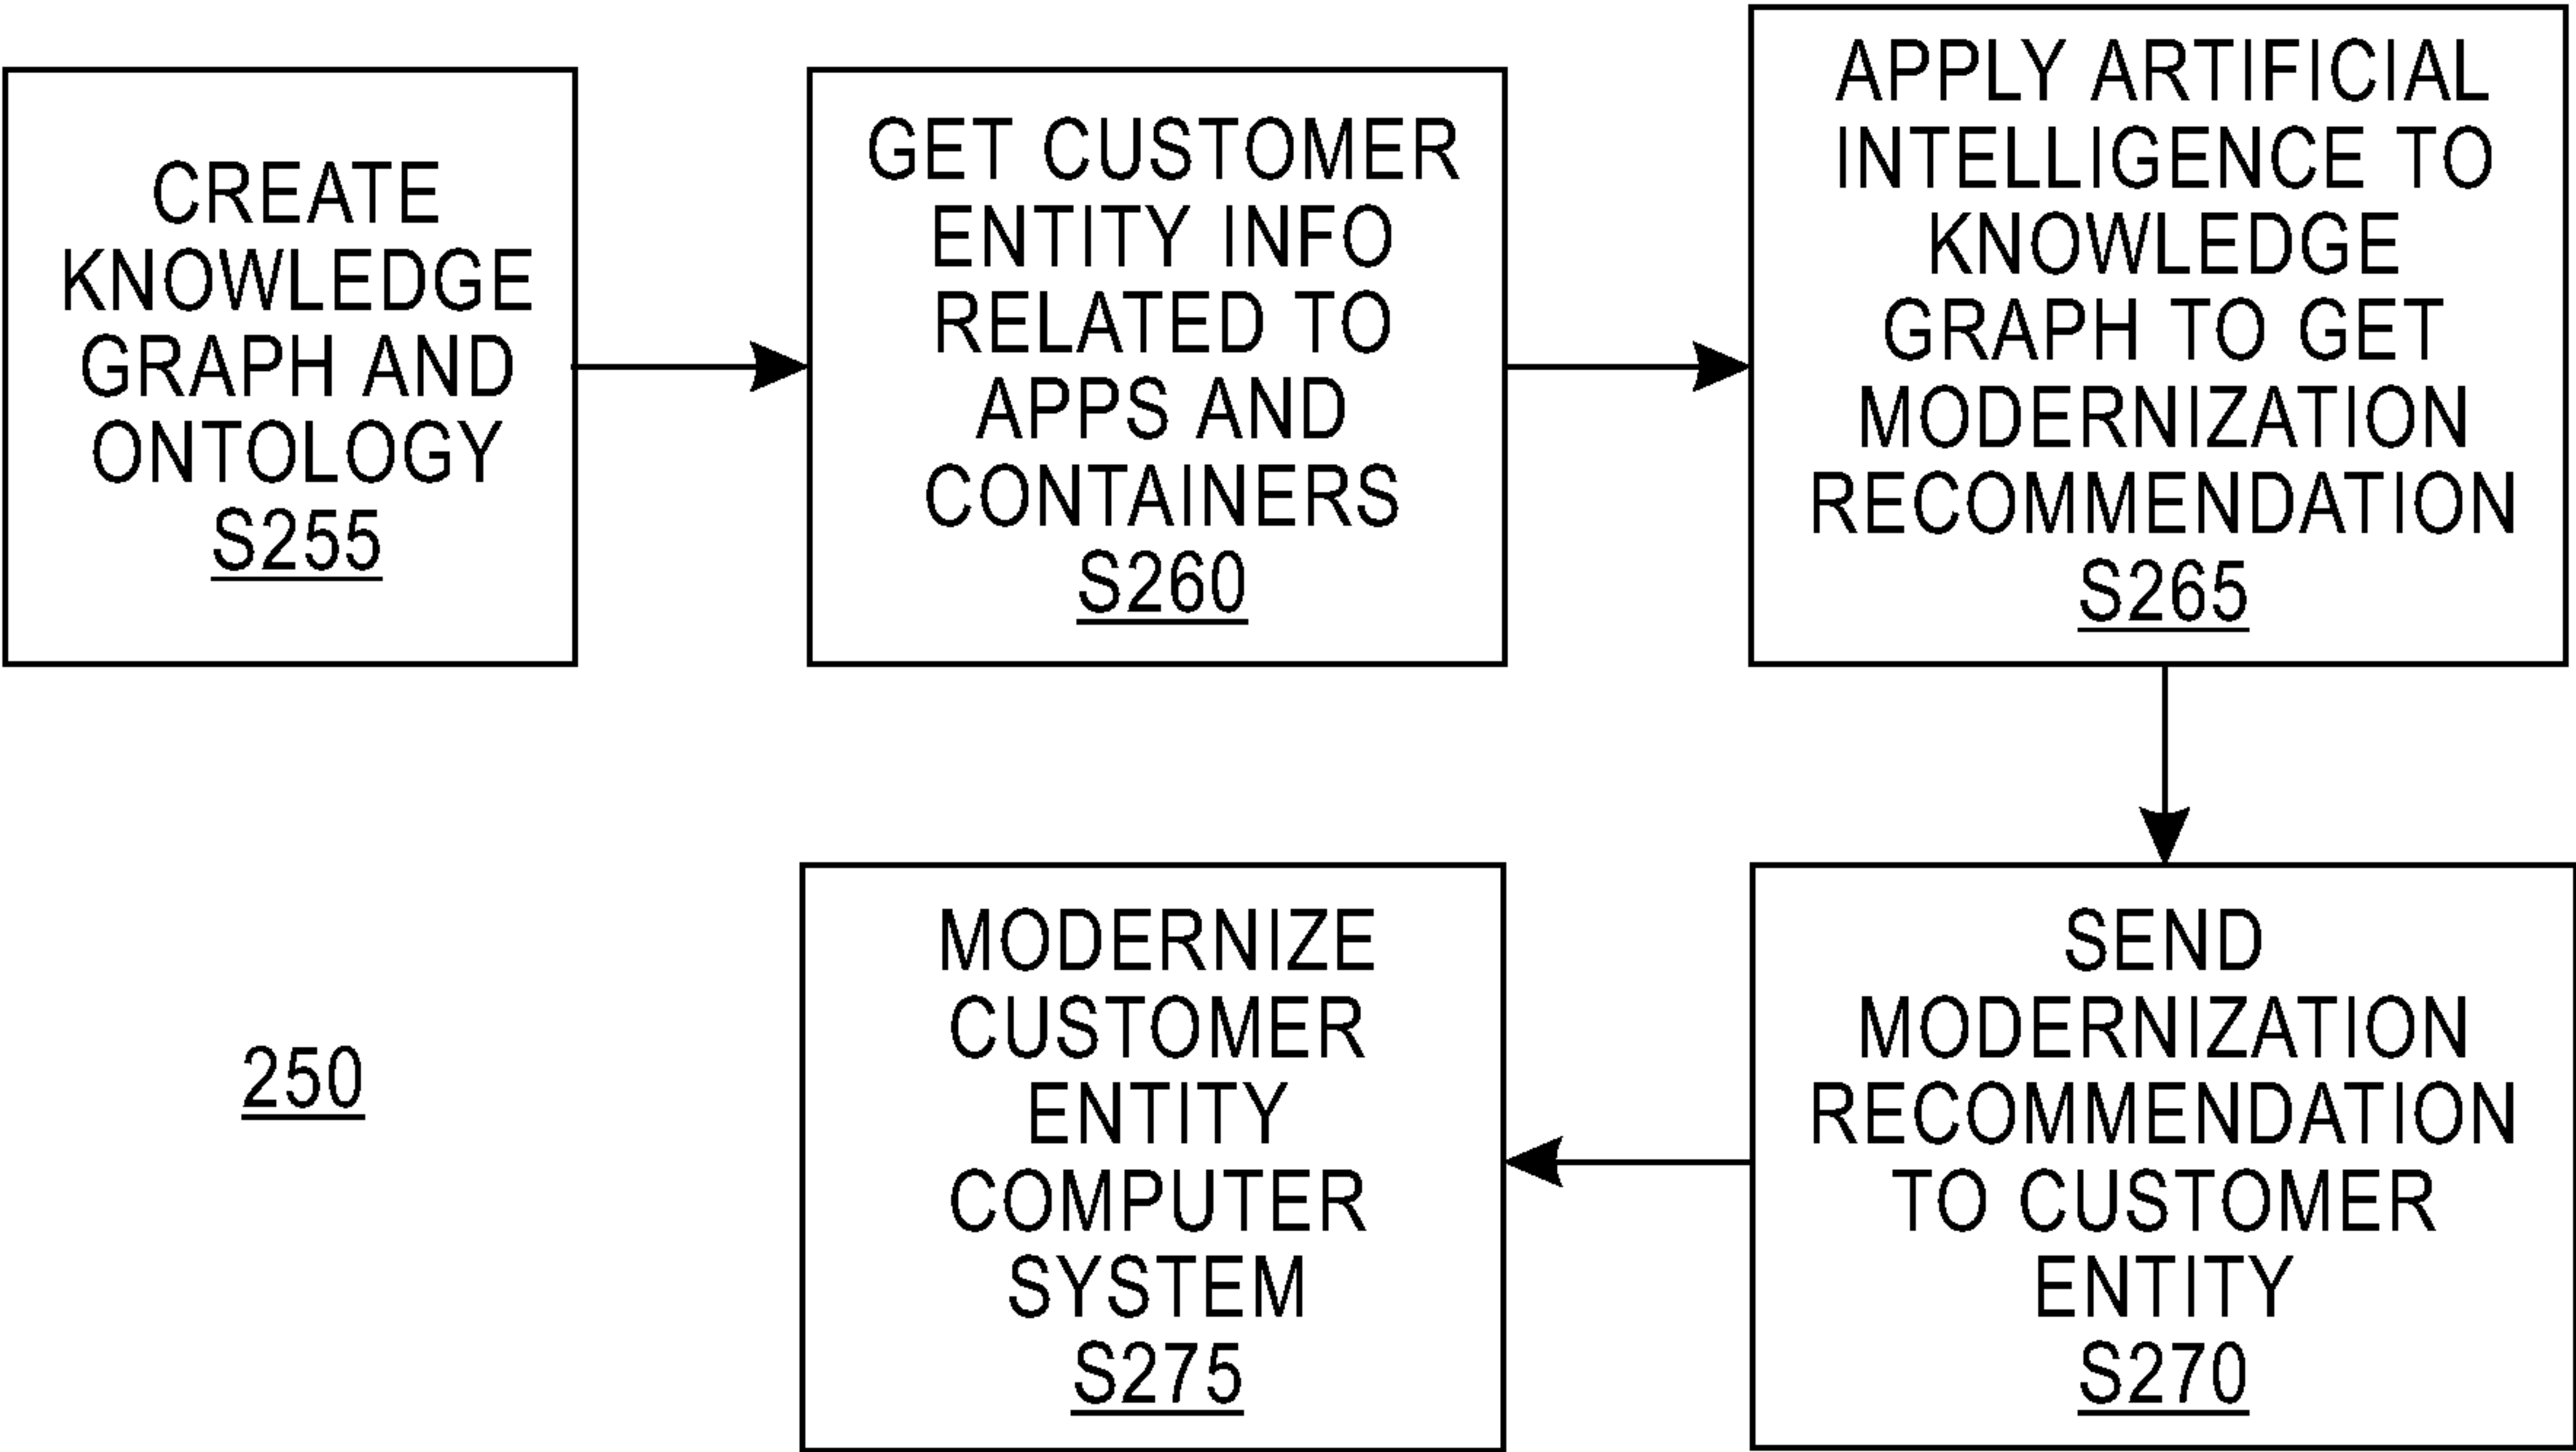 CREATE
KNOWLEDGE
GRAPH AND
ONTOLOGY
S255
GET CUSTOMER
ENTITY INFO
RELATED TO
APPS AND
CONTAINERS
S260
APPLY ARTIFICIAL
INTELLIGENCE TO
KNOWLEDGE
GRAPH TO GET
MODERNIZATION
RECOMMENDATION
S265
SEND
MODERNIZATION
RECOMMENDATION
TO CUSTOMER
ENTITY
S270
MODERNIZE
CUSTOMER
ENTITY
COMPUTER
SYSTEM
S275
250